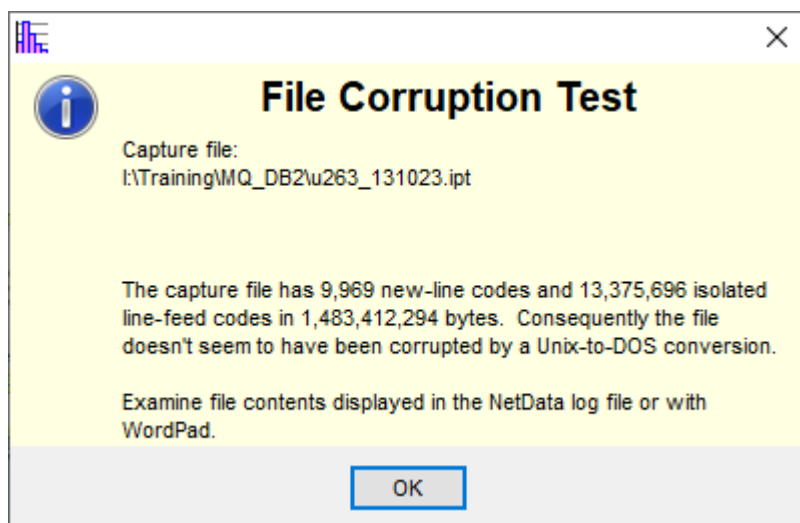 File Corruption Test
Capture file:
I:\Training\MQ_DB2\u263_131023.ipt
The capture file has 9,969 new-line codes and 13,375,696 isolated
line-feed codes in 1,483,412,294 bytes.  Consequently the file
doesn't seem to have been corrupted by a Unix-to-DOS conversion.
Examine file contents displayed in the NetData log file or with
WordPad.
OK